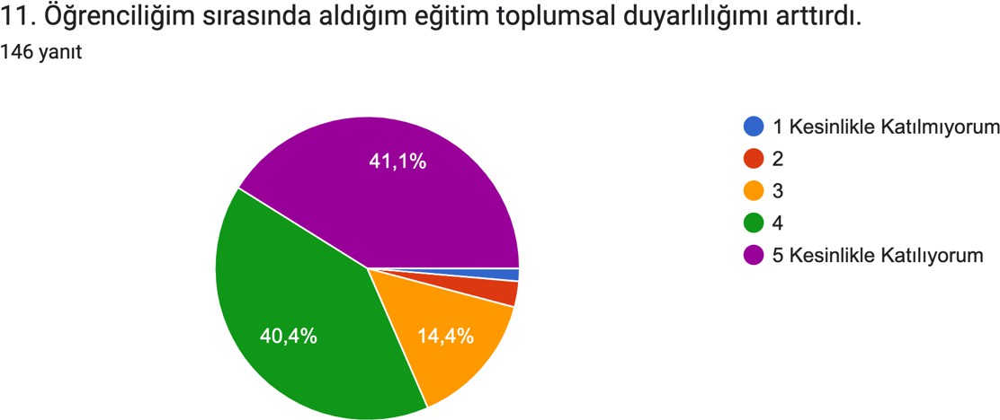 11. Öğrenciliğim sırasında aldığım eğitim toplumsal duyarlılığımı arttırdı.
146 yanıt
1 Kesinlikle Katılmıyorum
2
3
4
5 Kesinlikle Katılıyorum
41,1%
40,4%
14,4%